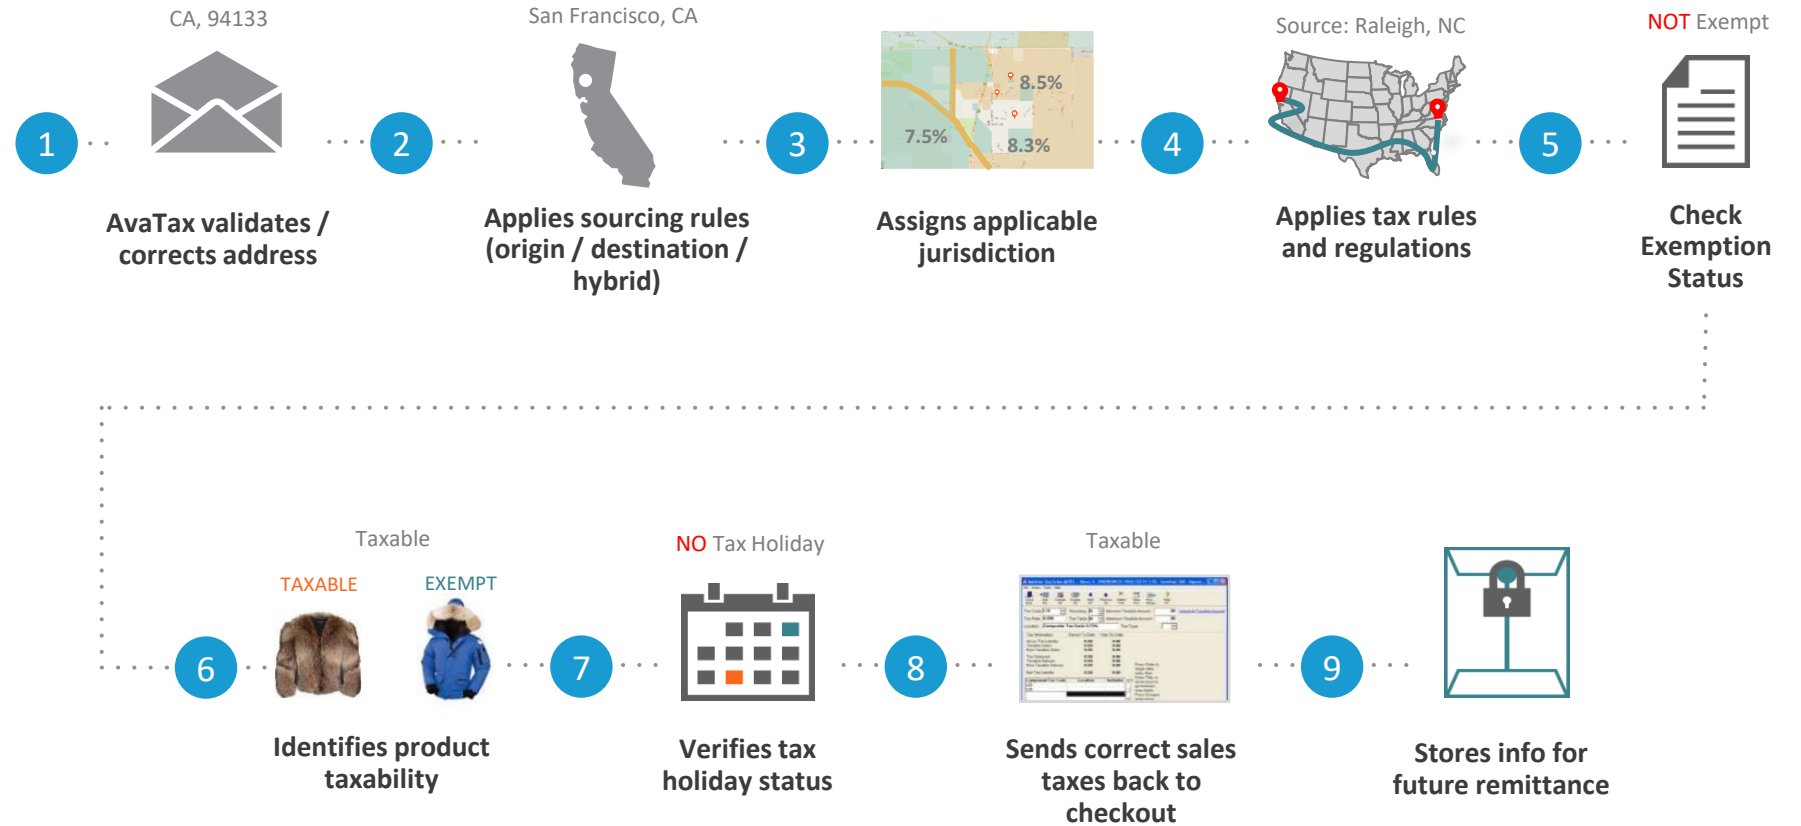 CA, 94133
San Francisco, CA
Source: Raleigh, NC
NOT Exempt
1
2
3
4
5
8.5%
7.5%
8.3%
AvaTax validates /
corrects address
Applies sourcing rules
(origin / destination /
hybrid)
Assigns applicable
jurisdiction
Applies tax rules
and regulations
Check
Exemption
Status
Taxable
TAXABLE
EXEMPT
NO Tax Holiday
Taxable
6
7
8
9
Identifies product
taxability
Verifies tax
holiday status
Sends correct sales
taxes back to
checkout
Stores info for
future remittance